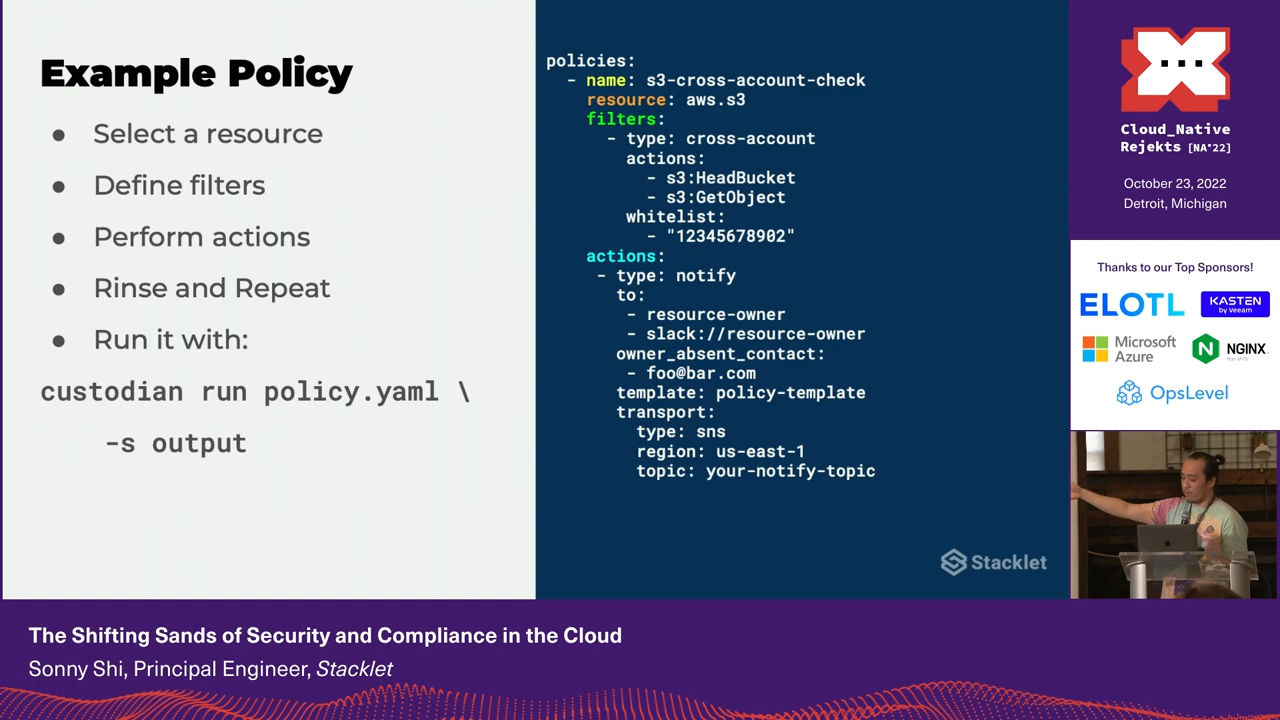 Example Policy
● Select a resource
● Define filters
● Perform actions
● Rinse and Repeat
● Run it with:
custodian run policy.yaml \
-s output
policies:
- name: s3-cross-account-check
resource: aws.s3
filters:
- type: cross-account
actions:
- s3:HeadBucket
- s3:GetObject
whitelist:
- "12345678902"
actions:
- type: notify
to:
- resource-owner
- slack://resource-owner
owner_absent_contact:
- foo@bar.com
template: policy-template
transport:
type: sns
region: us-east-1
topic: your-notify-topic
Stacklet
Cloud_Native
Rejekts [NA'22]
October 23, 2022
Detroit, Michigan
Thanks to our Top Sponsors!
ELOTL
KASTEN
by Veeam
Microsoft
Azure
NGINX
Part of F5
OpsLevel
The Shifting Sands of Security and Compliance in the Cloud
Sonny Shi, Principal Engineer, Stacklet